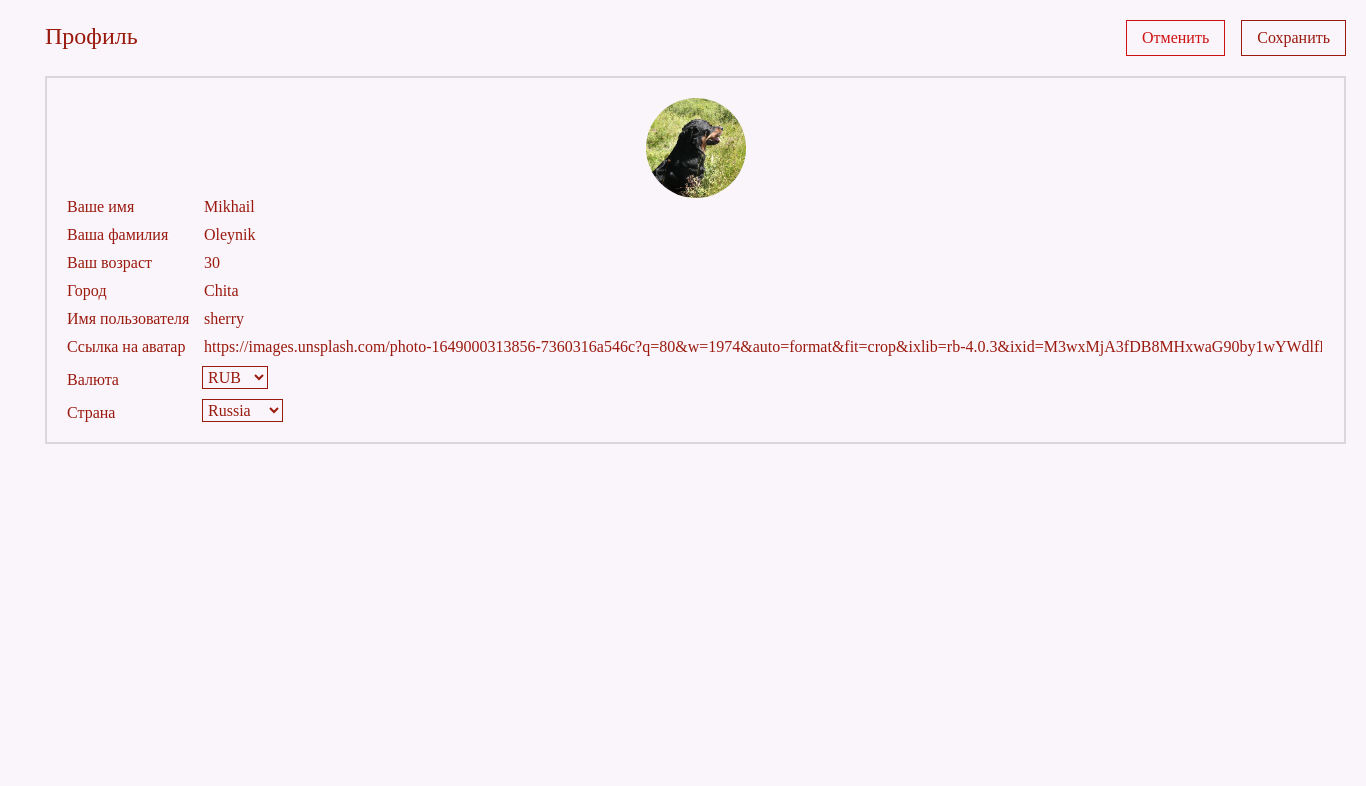 Профиль
Отменить
Сохранить
Ваше имя Mikhail
Ваша фамилия Oleynik
Ваш возраст 30
Город Chita
Имя пользователя sherry
Ссылка на аватар https://images.unsplash.com/photo-1649000313856-7360316a546c?q=80&w=1974&auto=format&fit=crop&ixlib=rb-4.0.3&ixid=M3wxMjA3fDB8MHxwaG90by1wYWdlf
Валюта RUB
Страна Russia